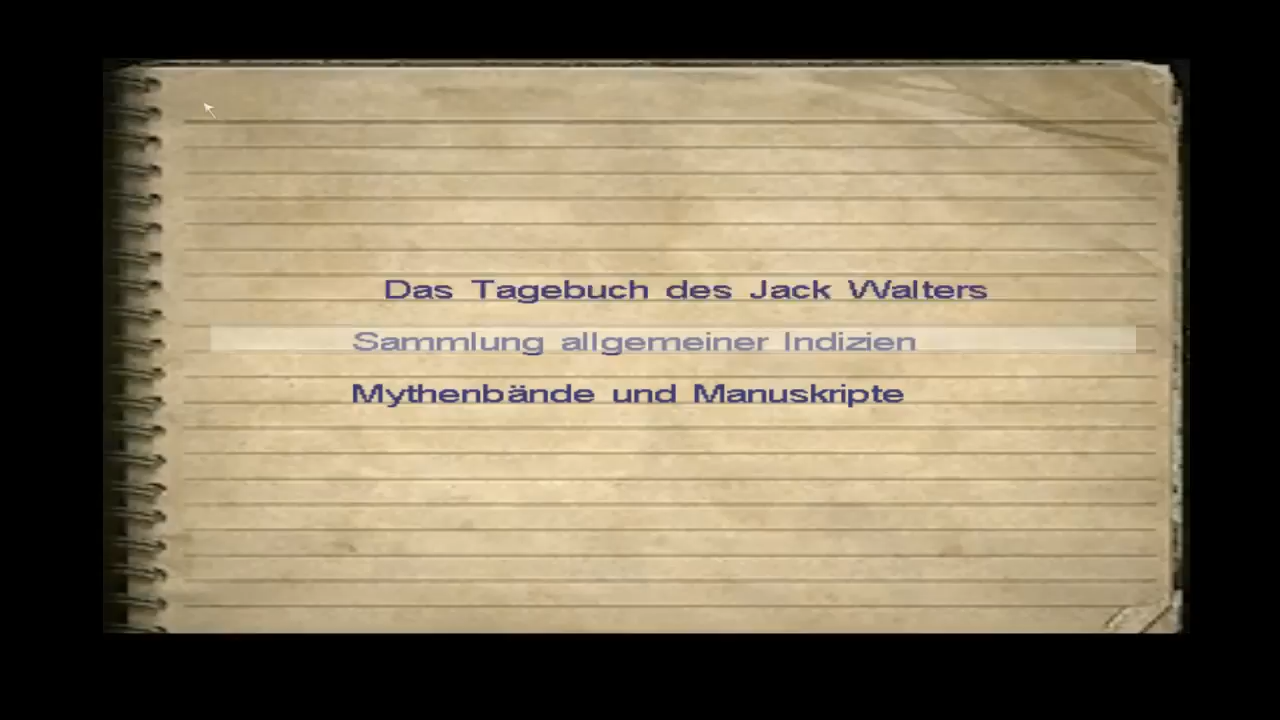 Das Tagebuch des Jack Walters
Sammlung allgemeiner Indizien
Mythenbände und Manuskripte